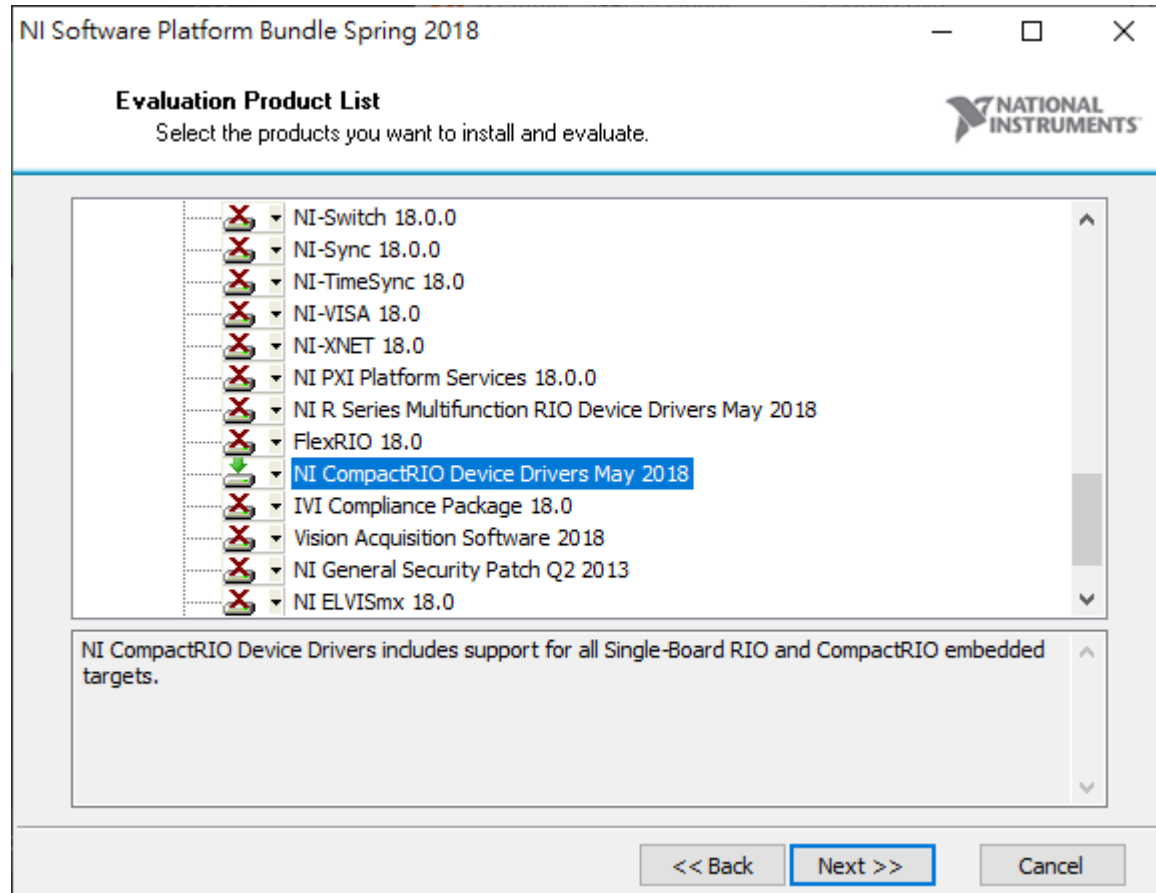 NI Software Platform Bundle Spring 2018
Evaluation Product List
Select the products you want to install and evaluate.
NATIONAL
INSTRUMENTS
NI-Switch 18.0.0
NI-Sync 18.0.0
NI-TimeSync 18.0
NI-VISA 18.0
NI-XNET 18.0
NI PXI Platform Services 18.0.0
NI R Series Multifunction RIO Device Drivers May 2018
FlexRIO 18.0
NI CompactRIO Device Drivers May 2018
IVI Compliance Package 18.0
Vision Acquisition Software 2018
NI General Security Patch Q2 2013
NI ELVISmx 18.0
NI CompactRIO Device Drivers includes support for all Single-Board RIO and CompactRIO embedded
targets.
<< Back
Next >>
Cancel